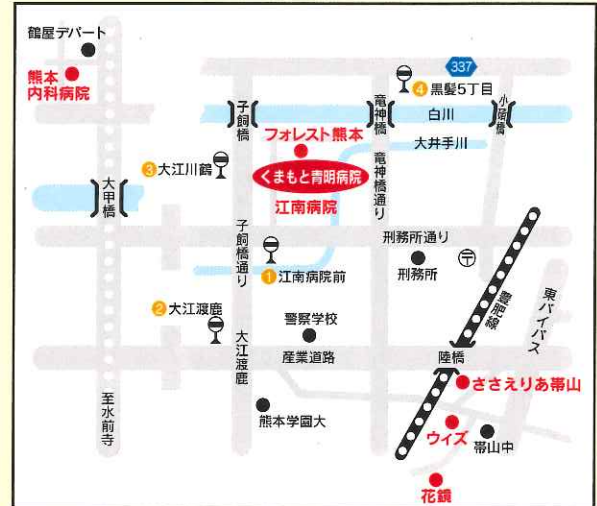 鶴屋デパート
熊本
内科病院
337
④黒髪5丁目
子飼橋
竜神橋
白川
小磧橋
フォレスト熊本
大井手川
③大江川鶴
くまもと青明病院
江南病院
竜神橋通り
大甲橋
子飼橋通り
刑務所通り
①江南病院前
刑務所
〒
②大江渡鹿
警察学校
豊肥線
東バイパス
大江渡鹿
産業道路
陸橋
ささえりあ帯山
至水前寺
熊本学園大
ウィズ
帯山中
花鏡